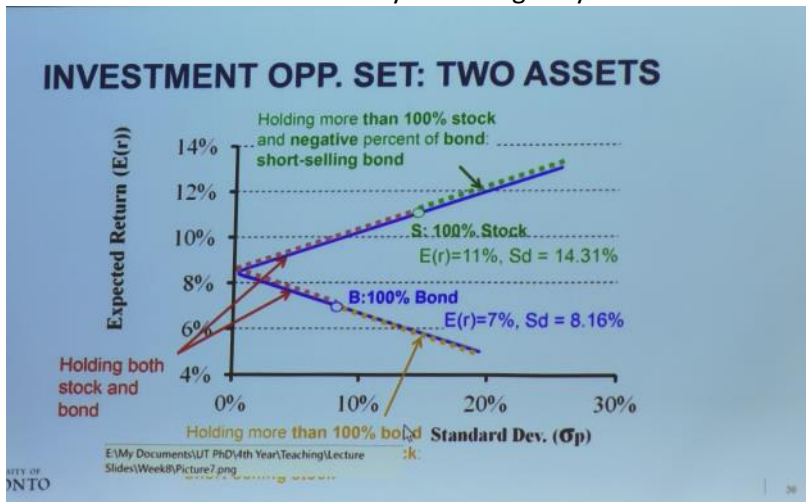 INVESTMENT OPP. SET: TWO ASSETS
Holding more than 100% stock
and negative percent of bond:
short-selling bond
Expected Return (E(r))
14%
12%
10%
8%
6%
4%
S: 100% Stock
E(r)=11%, Sd = 14.31%
B:100% Bond
E(r)=7%, Sd = 8.16%
Holding both
stock and
bond
0%
10%
20%
30%
Holding more than 100% bond
Standard Dev. (σp)
E:\My Documents\UT PhD\4th Year\Teaching\Lecture
Slides\Week8\Picture7.png
k:
ONTO